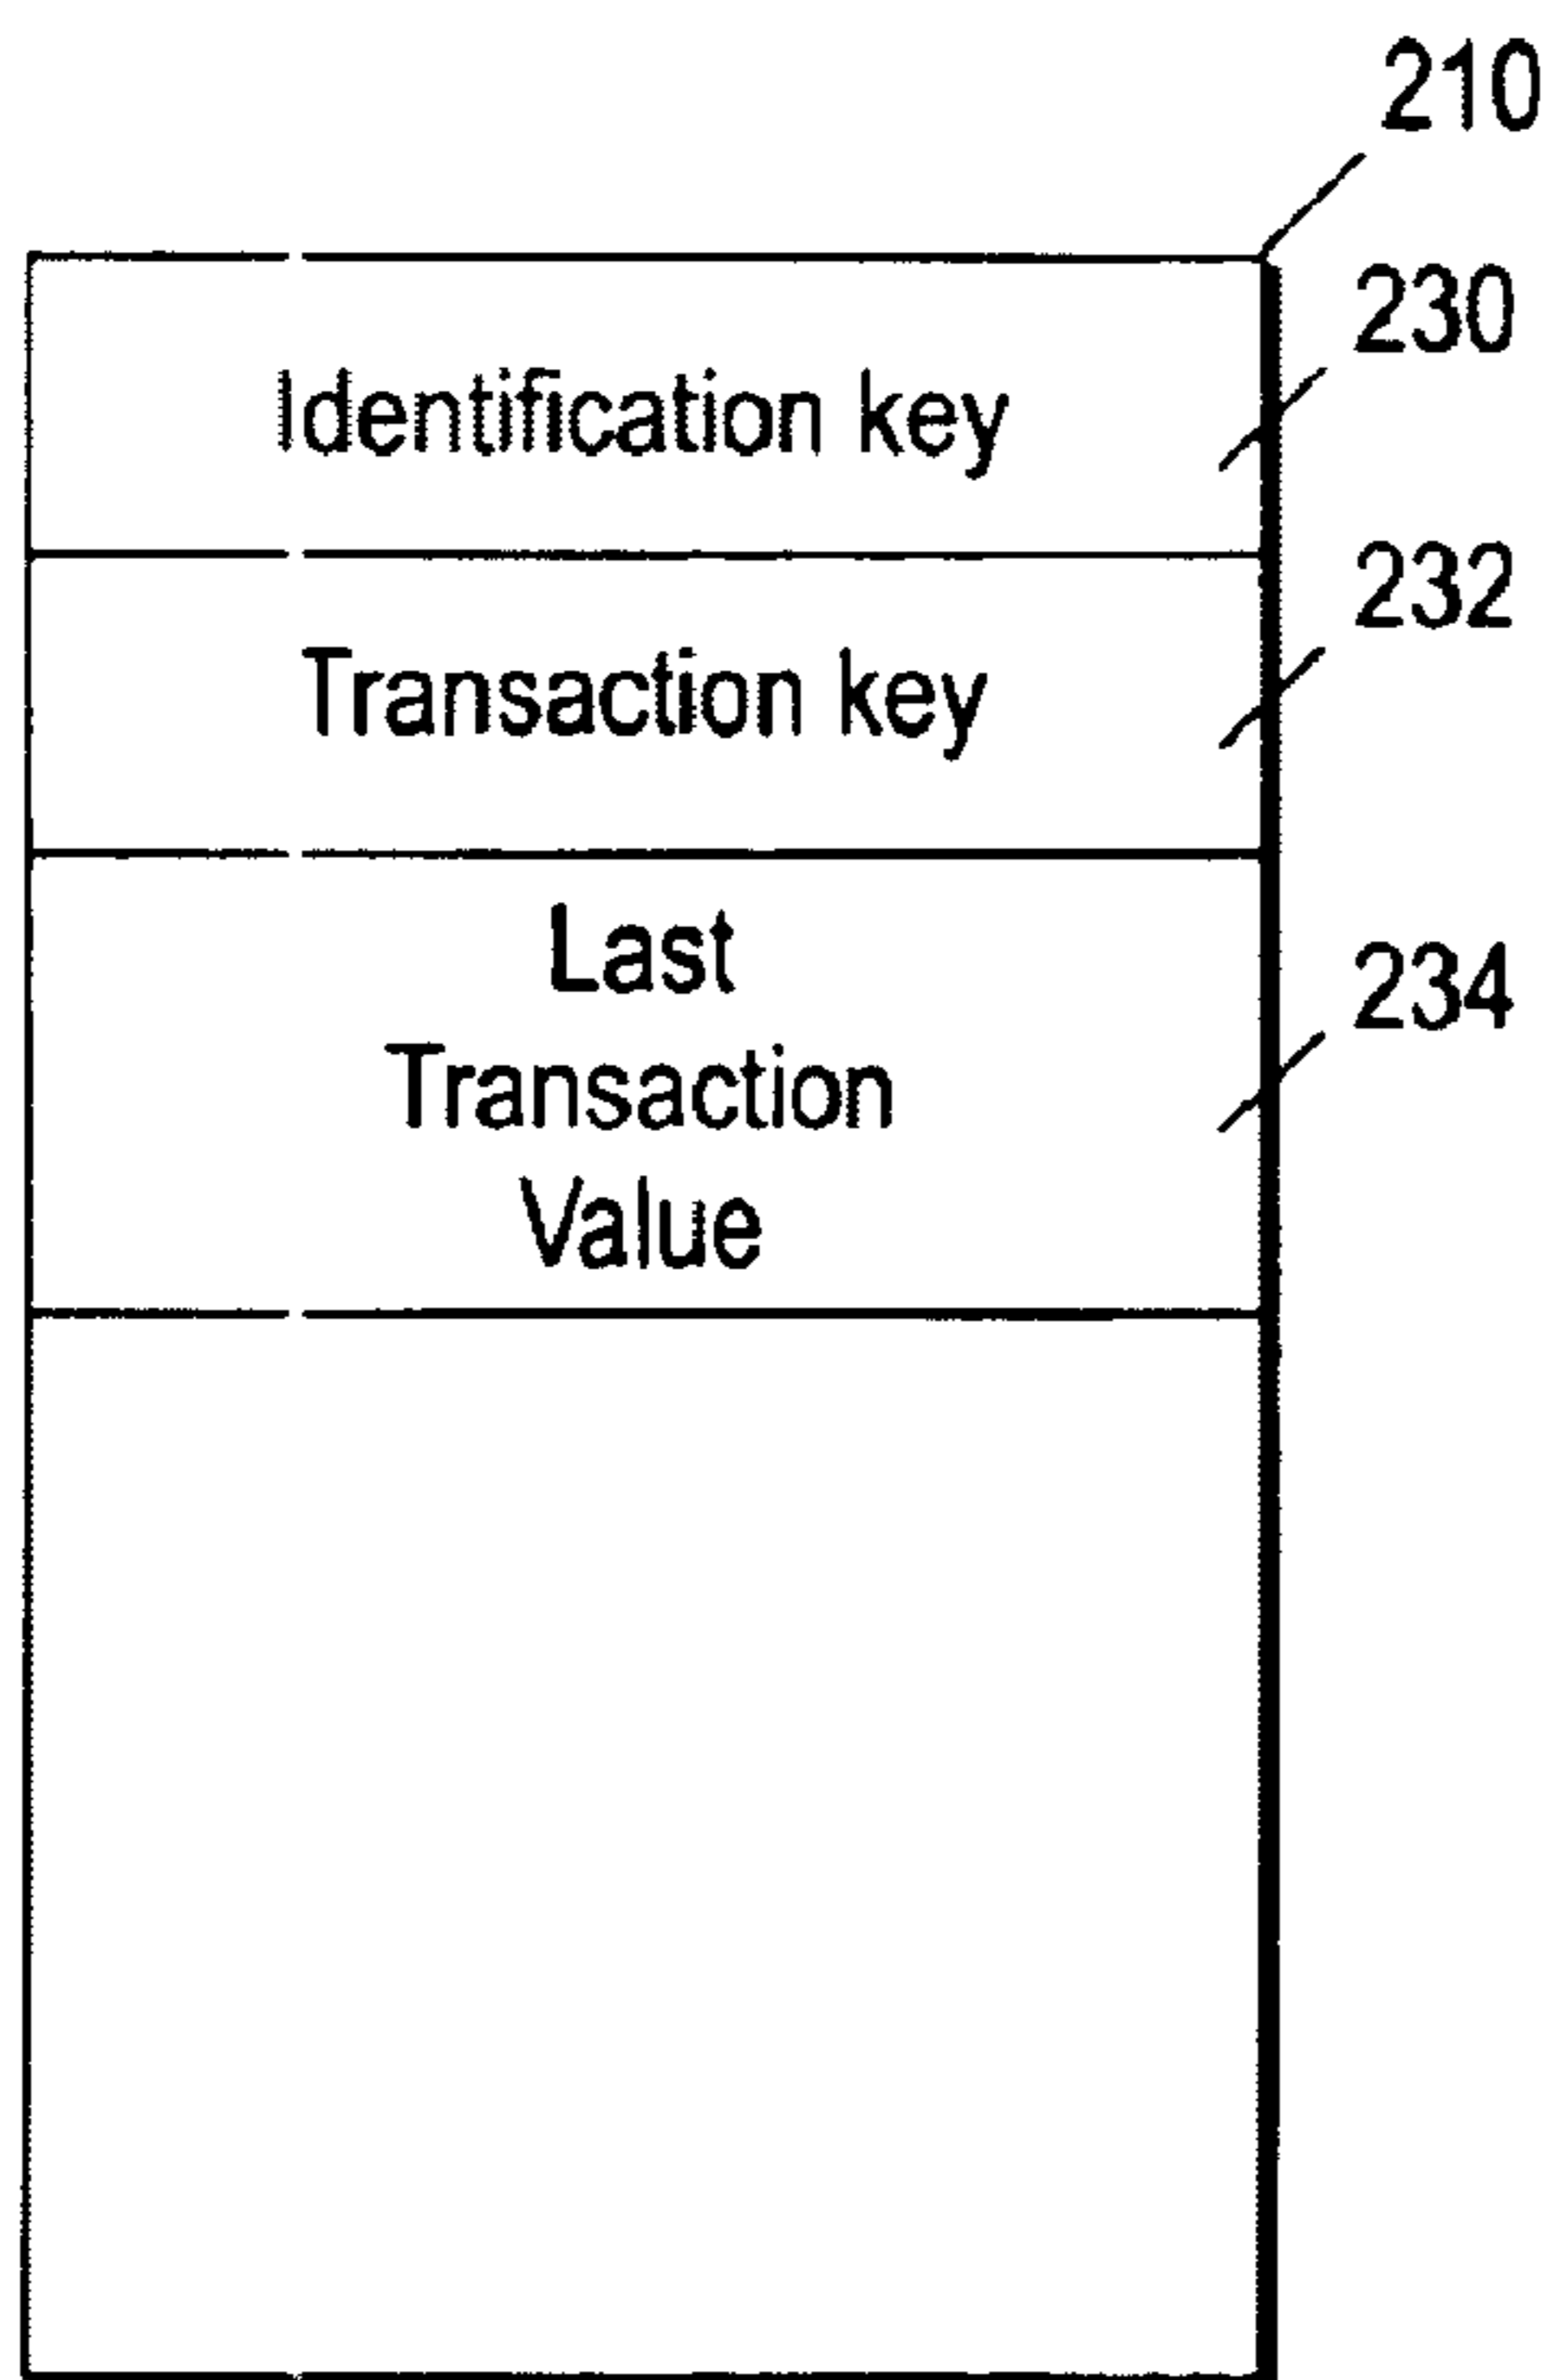 210
230
Identification key
232
Transaction key
Last
234
Transaction
Value